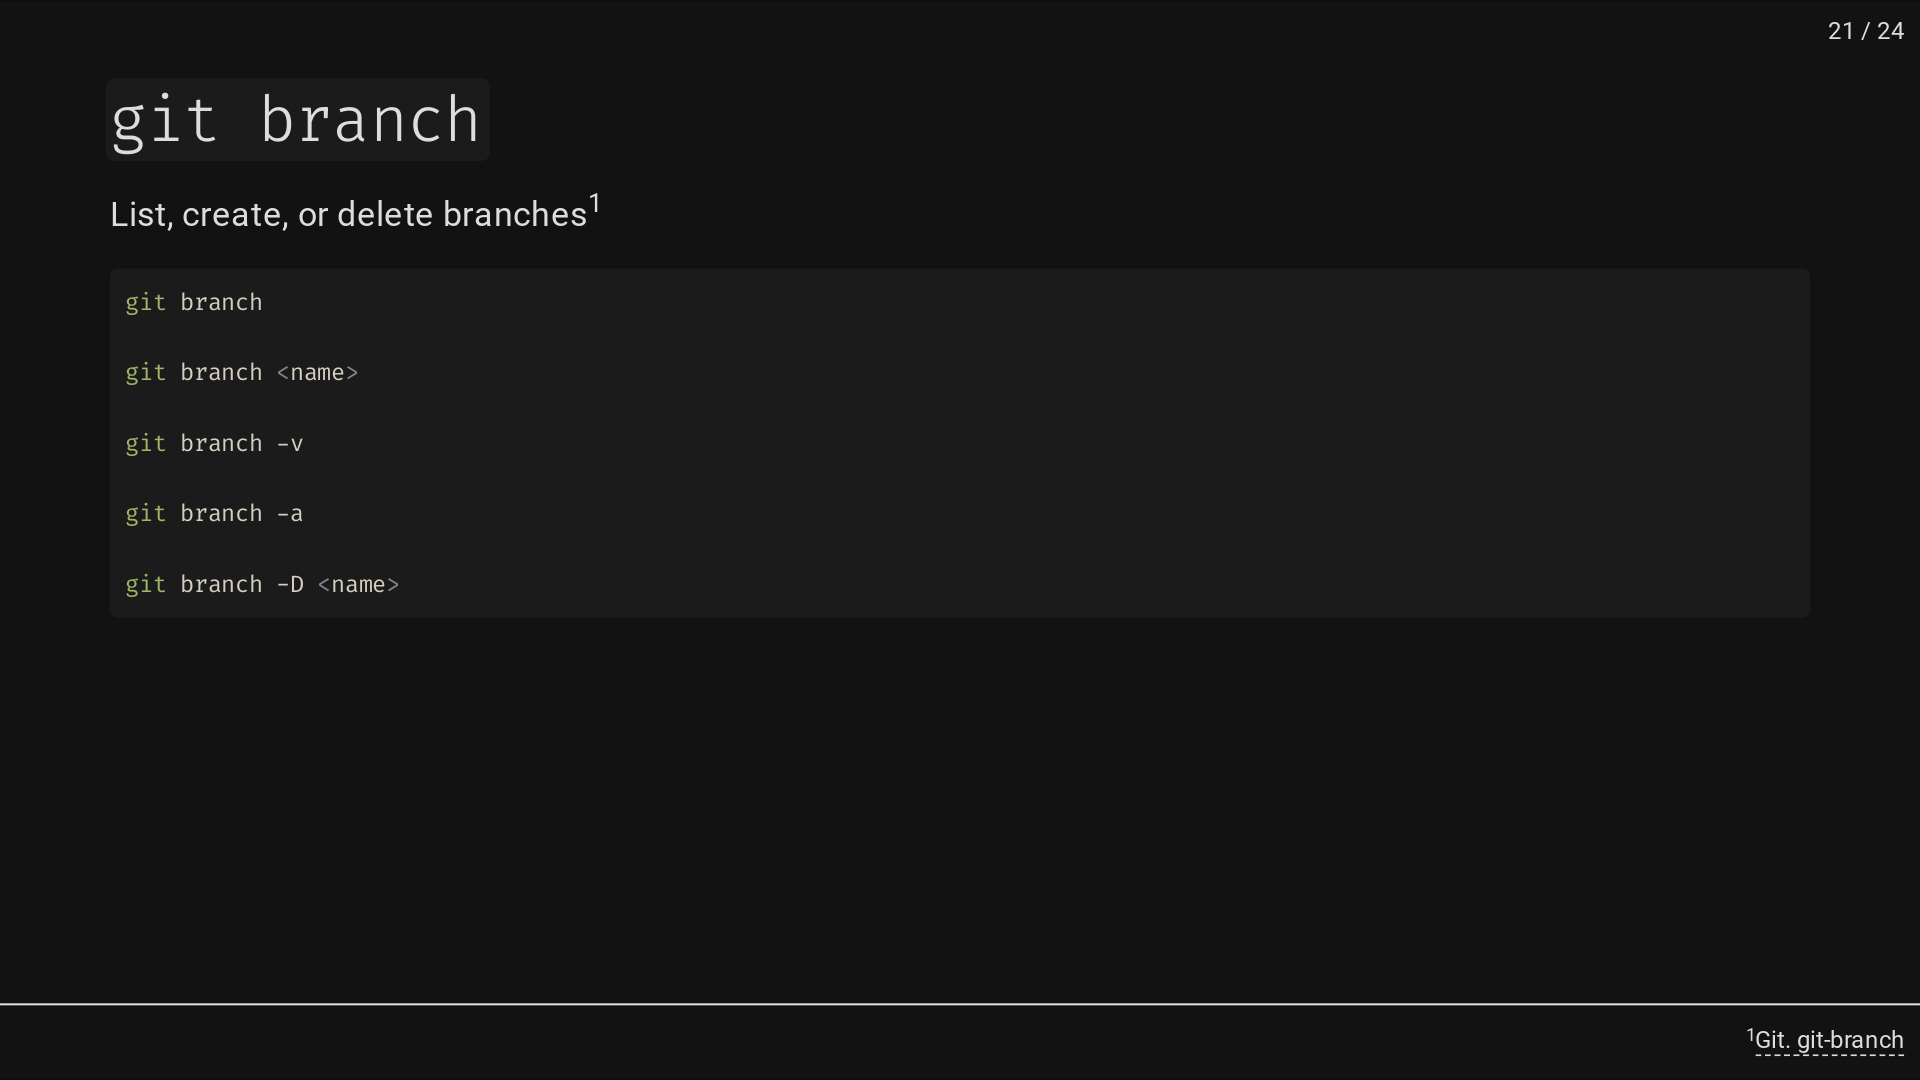 21 / 24
git branch
List, create, or delete branches¹
git branch
git branch <name>
git branch -v
git branch -a
git branch -D <name>
¹Git. git-branch